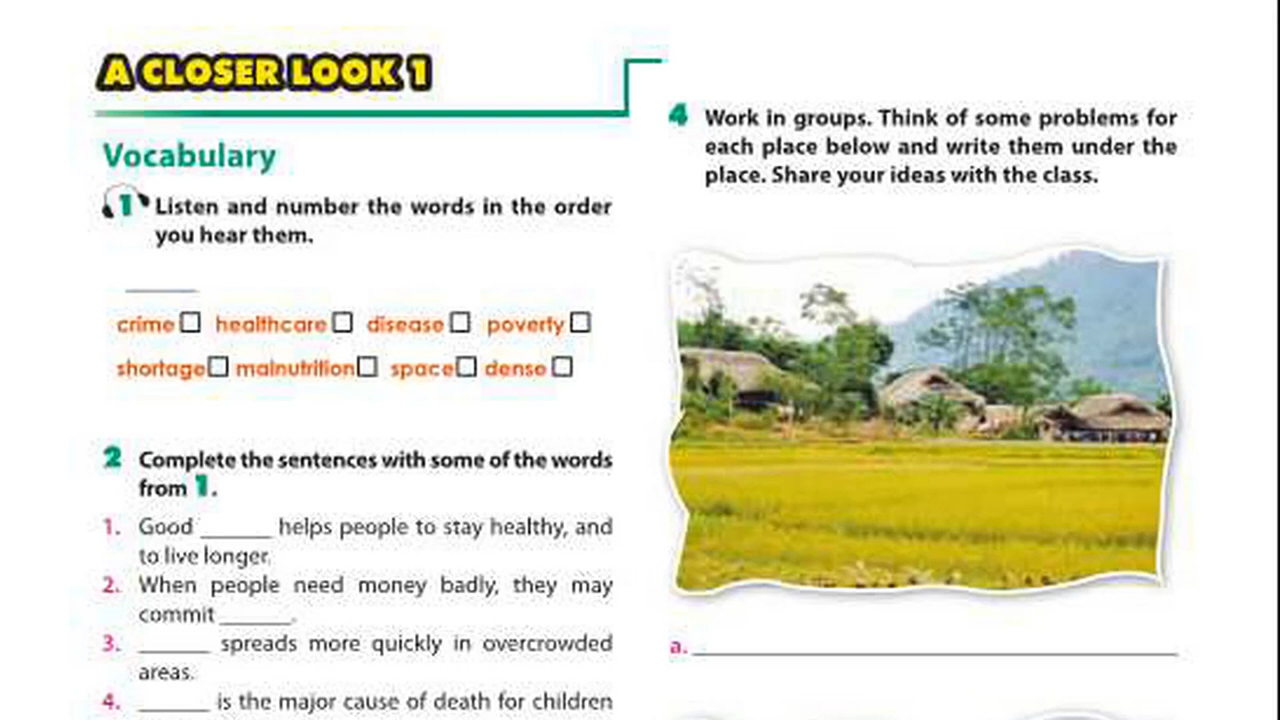 A CLOSER LOOK 1
Vocabulary
1 Listen and number the words in the order
you hear them.
crime healthcare disease poverty
shortage malnutrition space dense
2 Complete the sentences with some of the words
from 1.
1. Good ______ helps people to stay healthy, and
to live longer.
2. When people need money badly, they may
commit ______.
3. ______ spreads more quickly in overcrowded
areas.
4. ______ is the major cause of death for children
4 Work in groups. Think of some problems for
each place below and write them under the
place. Share your ideas with the class.
a.